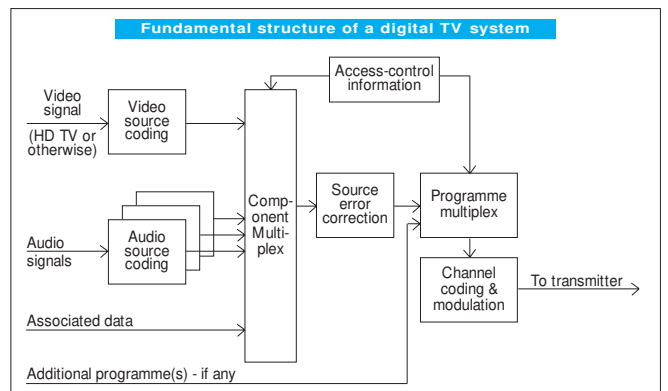 Fundamental structure of a digital TV system
Video
signal
(HD TV or
otherwise)
Video
source
coding
Access-control
information
Comp-
onent
Multi-
plex
Source
error
correction
Programme
multiplex
Audio
signals
Audio
source
coding
Channel
coding &
modulation
To transmitter
Associated data
Additional programme(s) - if any